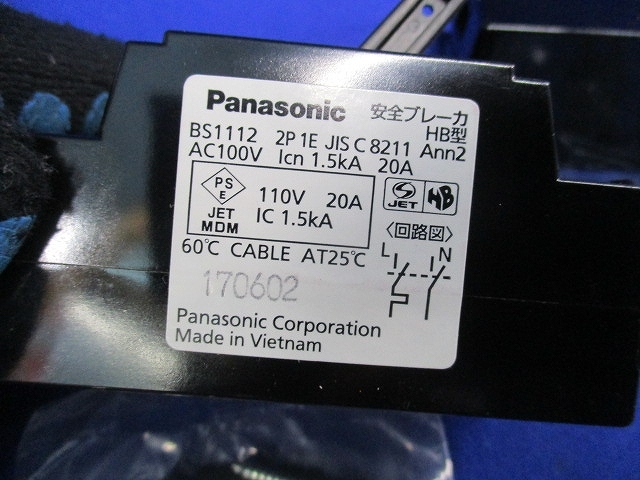 Panasonic 安全ブレーカ
HB型
BS1112 2P1E JIS C 8211 Ann2
AC100V Icn 1.5kA 20A
PS
E
JET
MDM
110V 20A
IC 1.5kA
S
JET
HB
〈回路図〉
60℃ CABLE AT25℃
L N
170602
Panasonic Corporation
Made in Vietnam